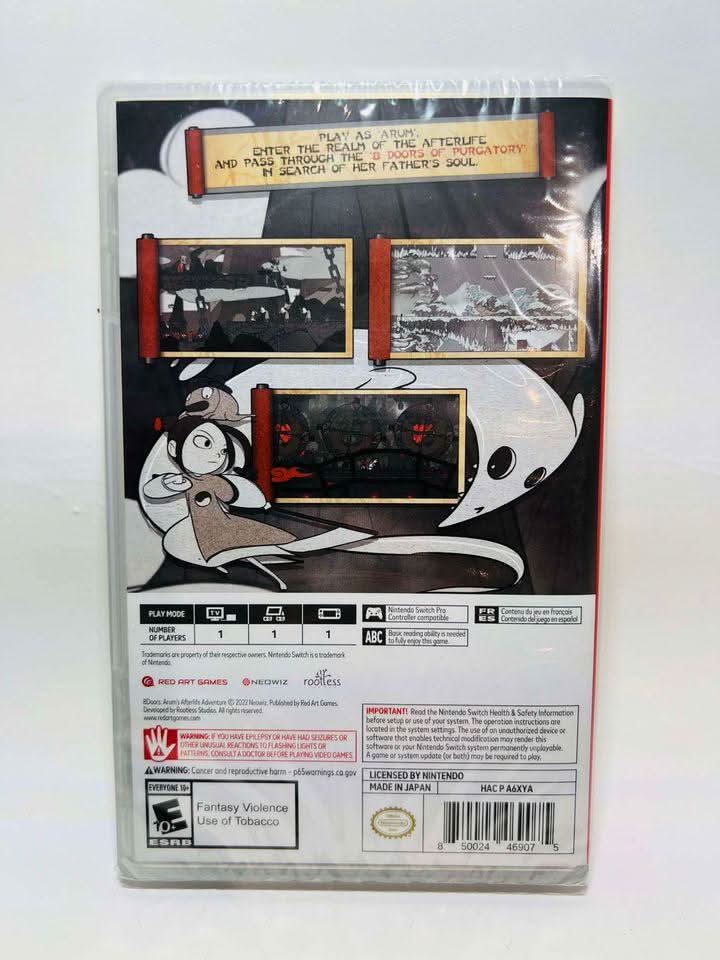 PLAY AS 'ARUM',
ENTER THE REALM OF THE AFTERLIFE
AND PASS THROUGH THE '8 DOORS OF PURGATORY'
IN SEARCH OF HER FATHER'S SOUL.
PLAY MODE
TV
NUMBER
OF PLAYERS
1
1
1
Nintendo Switch Pro
Controller compatible
FR
ES
Contenu du jeu en français
Contenido del juego en español
ABC
Basic reading ability is needed
to fully enjoy this game.
Trademarks are property of their respective owners. Nintendo Switch is a trademark
of Nintendo.
RED ART GAMES
NEOWIZ
rootless
8Doors: Arum's Afterlife Adventure © 2022 Neowiz. Published by Red Art Games.
Developed by Rootless Studios. All rights reserved.
www.redartgames.com
WARNING: IF YOU HAVE EPILEPSY OR HAVE HAD SEIZURES OR
OTHER UNUSUAL REACTIONS TO FLASHING LIGHTS OR
PATTERNS, CONSULT A DOCTOR BEFORE PLAYING VIDEO GAMES.
IMPORTANT! Read the Nintendo Switch Health & Safety Information
before setup or use of your system. The operation instructions are
located in the system settings. The use of an unauthorized device or
software that enables technical modification may render this
software or your Nintendo Switch system permanently unplayable.
A game or system update (or both) may be required to play.
WARNING: Cancer and reproductive harm - p65warnings.ca.gov
LICENSED BY NINTENDO
MADE IN JAPAN
HAC P A6XYA
EVERYONE 10+
E
10+
ESRB
Fantasy Violence
Use of Tobacco
Nintendo
8 50024 46907 5